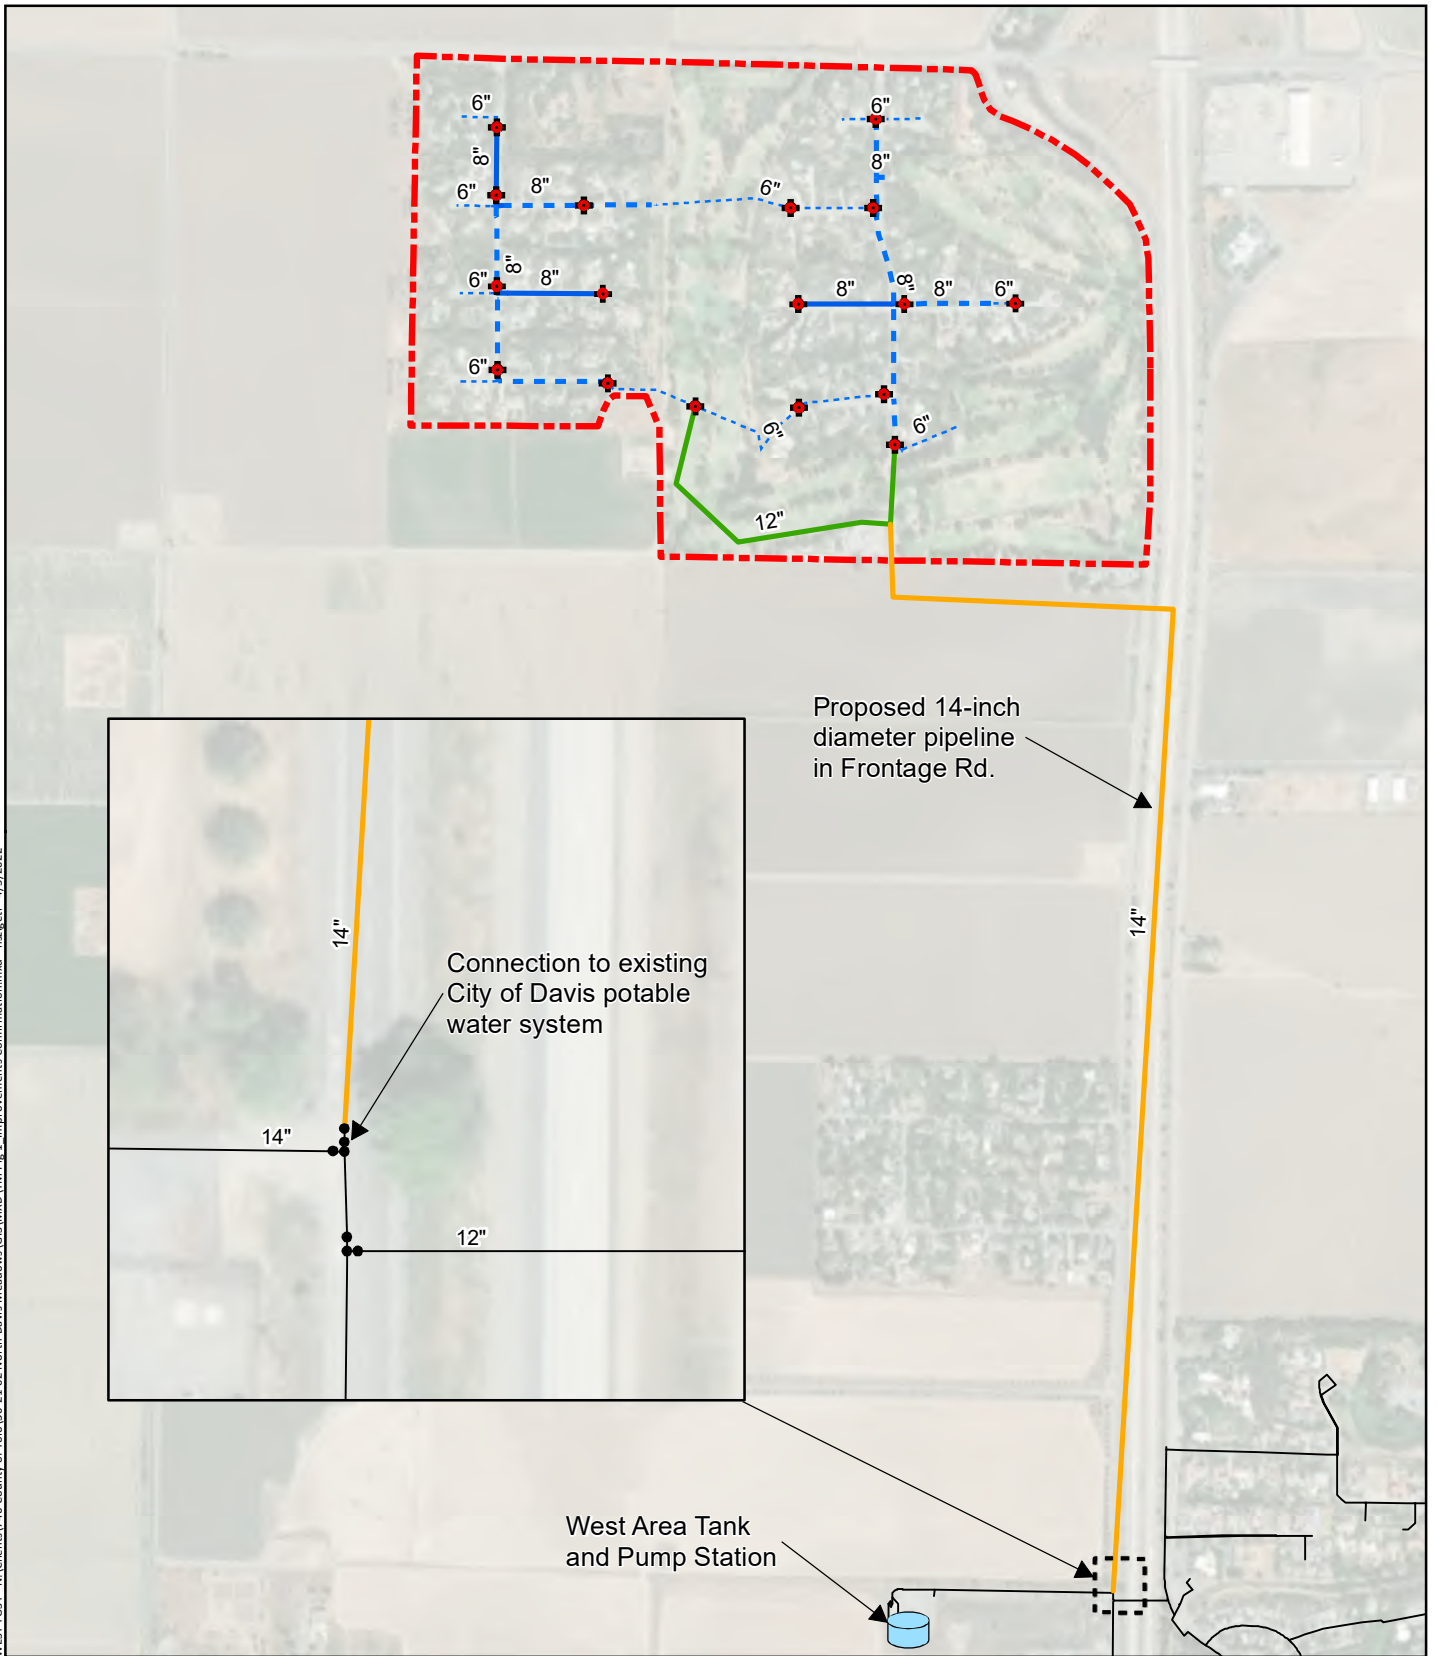 6"
6"
8"
8"
6"
8"
6"
6"
8"
8"
6"
8"
8"
8"
6"
6"
6"
6"
12"
Proposed 14-inch
diameter pipeline
in Frontage Rd.
14"
14"
Connection to existing
City of Davis potable
water system
14"
12"
West Area Tank
and Pump Station